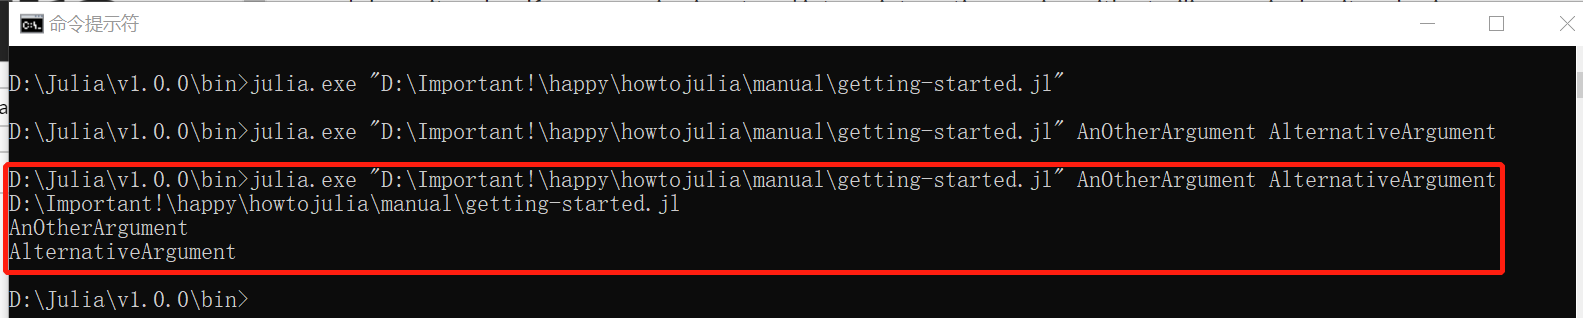 命令提示符
D:\Julia\v1.0.0\bin>julia.exe "D:\Important!\happy\howtojulia\manual\getting-started.jl"
D:\Julia\v1.0.0\bin>julia.exe "D:\Important!\happy\howtojulia\manual\getting-started.jl" AnOtherArgument AlternativeArgument
D:\Julia\v1.0.0\bin>julia.exe "D:\Important!\happy\howtojulia\manual\getting-started.jl" AnOtherArgument AlternativeArgument
D:\Important!\happy\howtojulia\manual\getting-started.jl
AnOtherArgument
AlternativeArgument
D:\Julia\v1.0.0\bin>